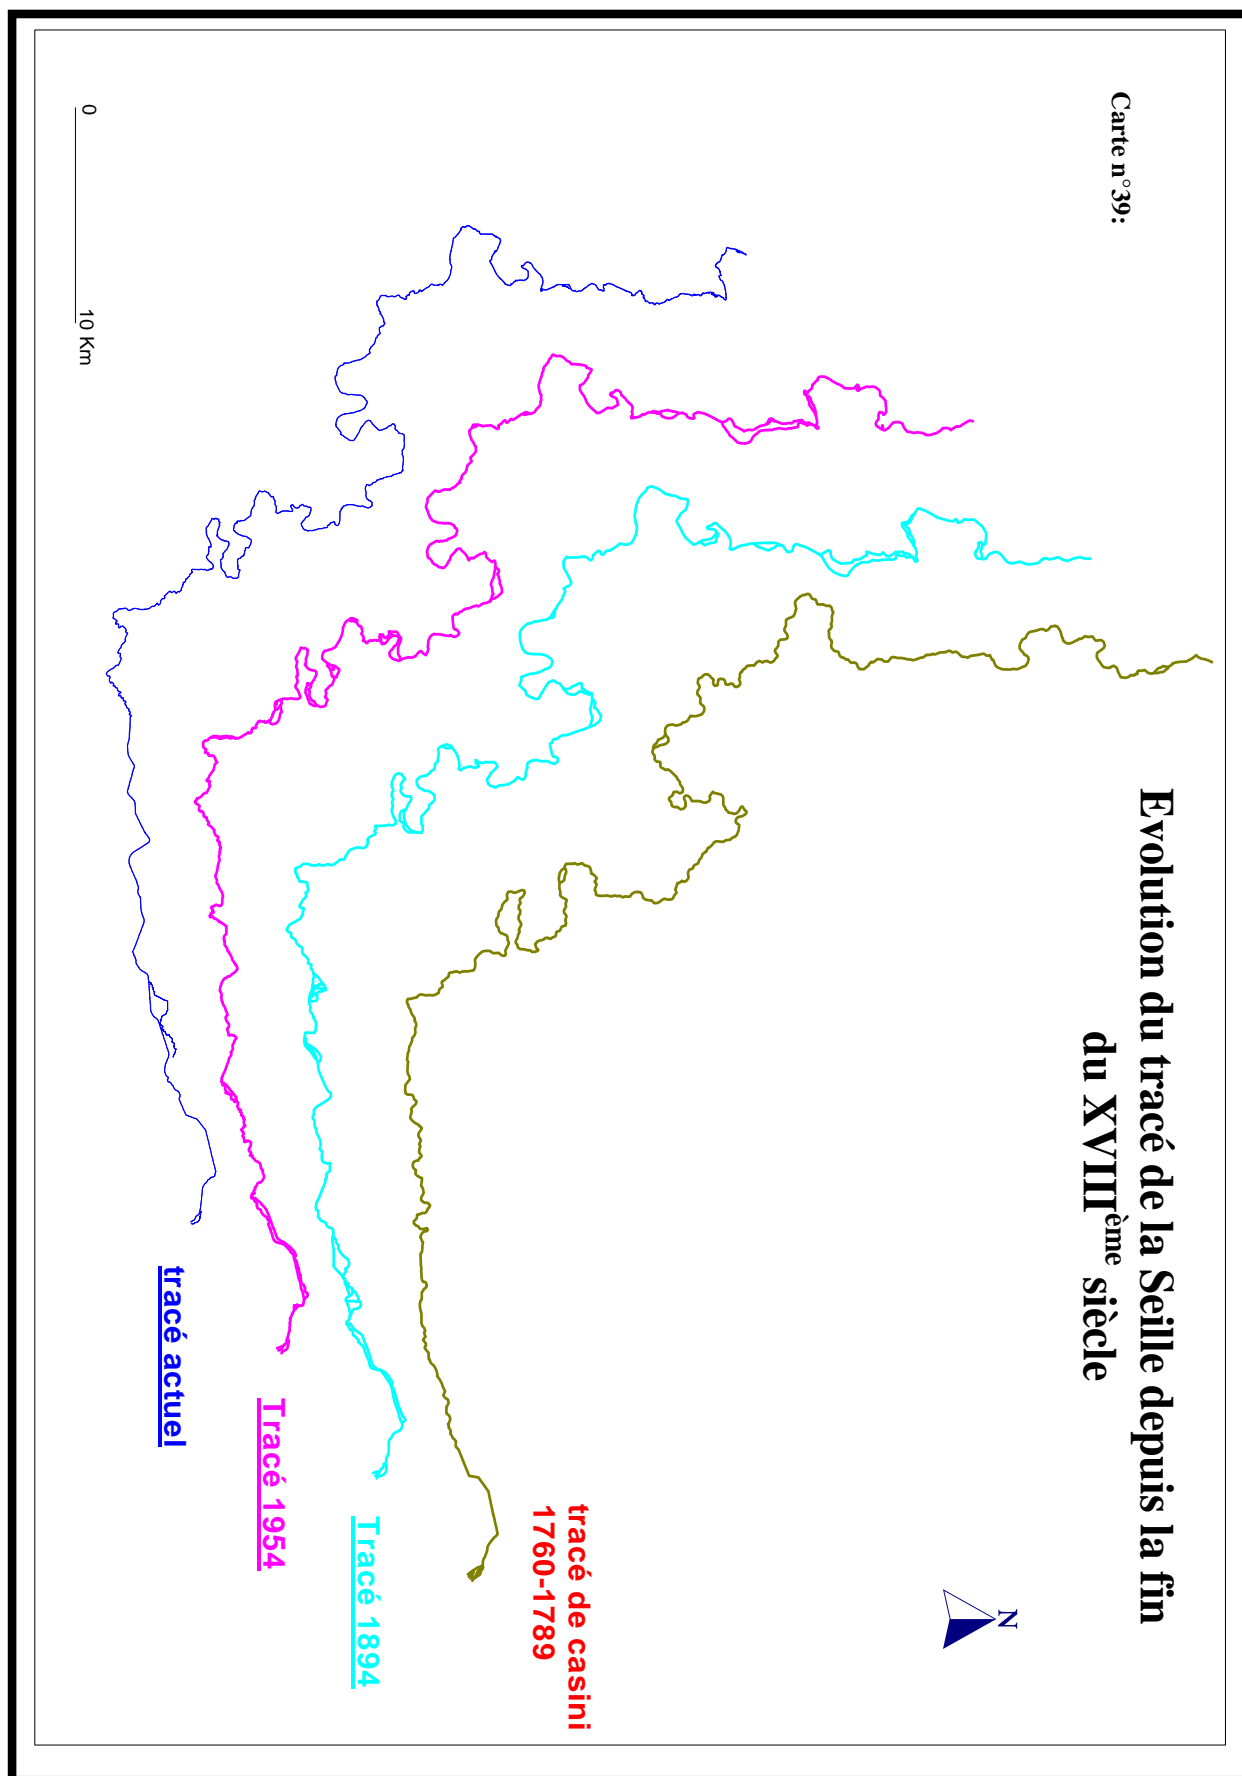 Carte n°39:
Evolution du tracé de la Seille depuis la fin
du XVIIIème siècle
N
tracé de casini
1760-1789
Tracé 1894
Tracé 1954
tracé actuel
0
10 Km